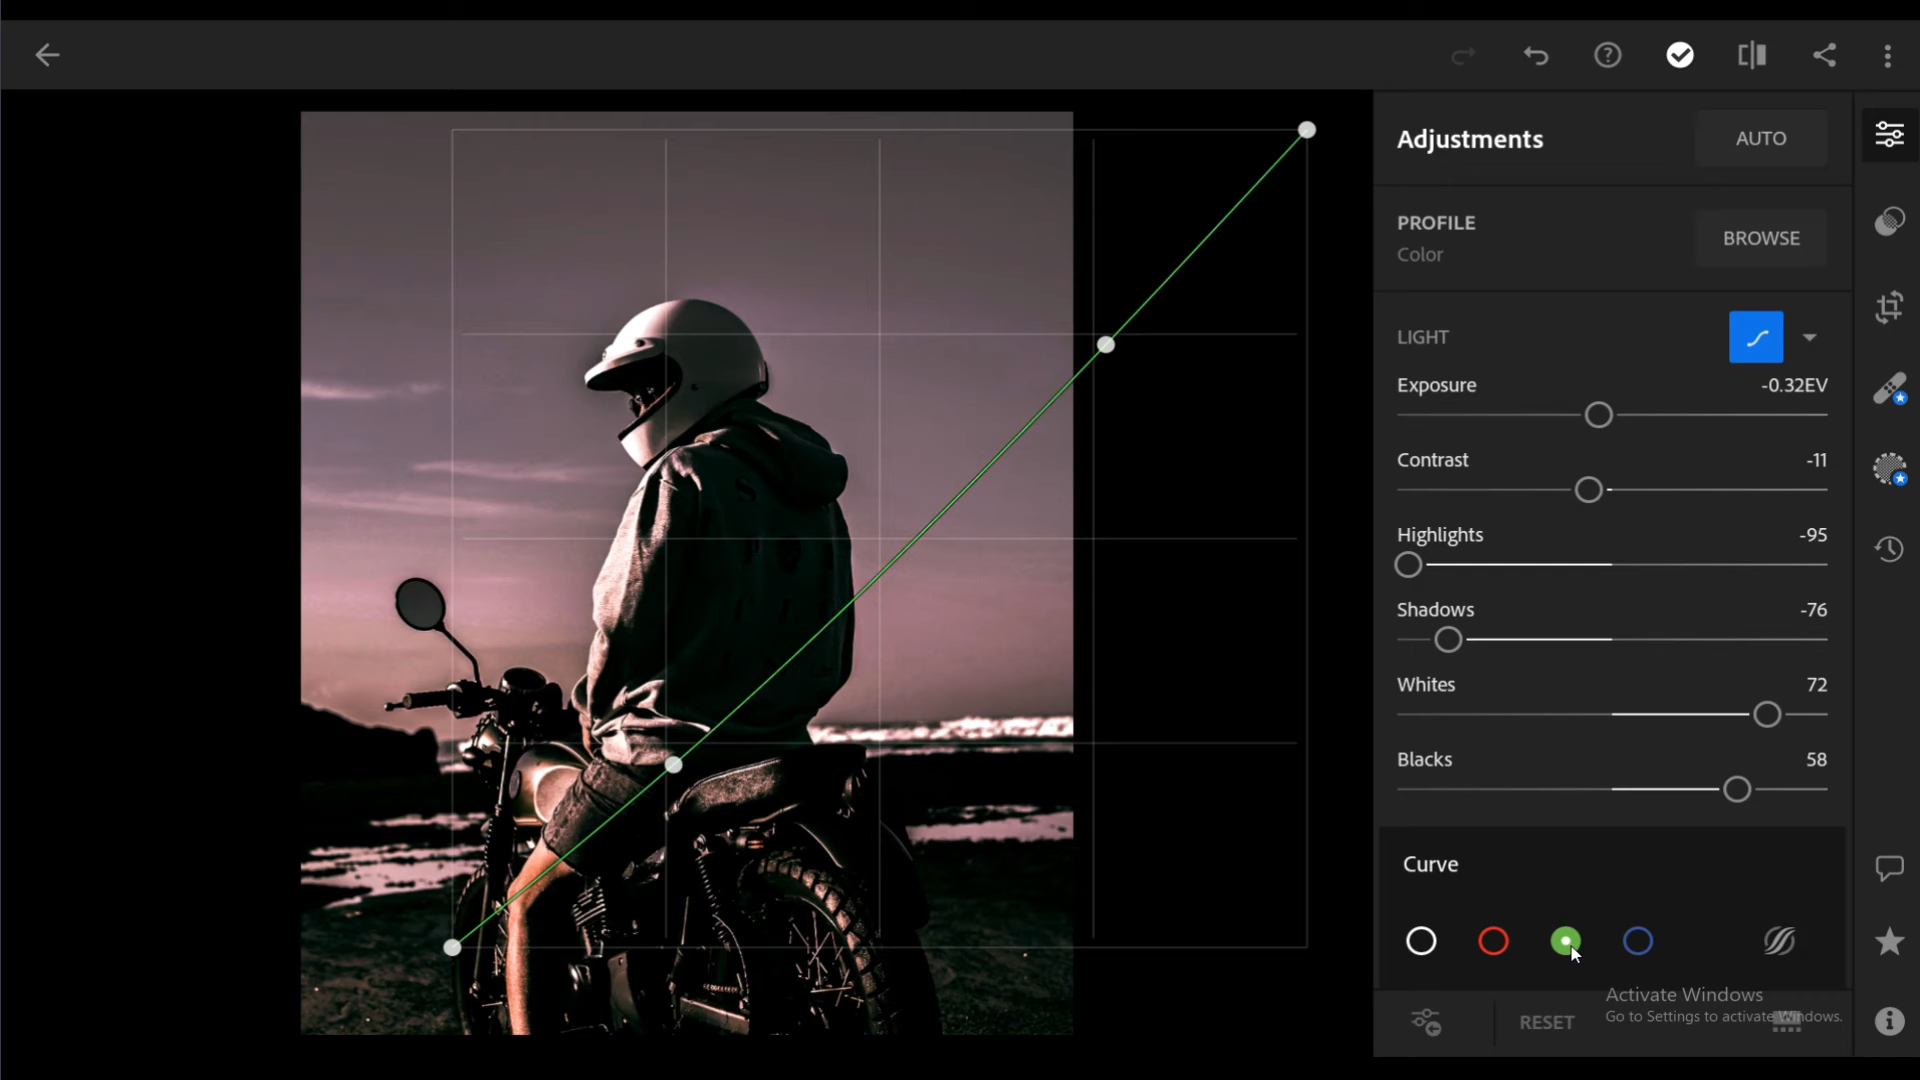 Adjustments
AUTO
PROFILE
Color
BROWSE
LIGHT
Exposure
-0.32EV
Contrast
-11
Highlights
-95
Shadows
-76
Whites
72
Blacks
58
Curve
RESET
Activate Windows
Go to Settings to activate Windows.